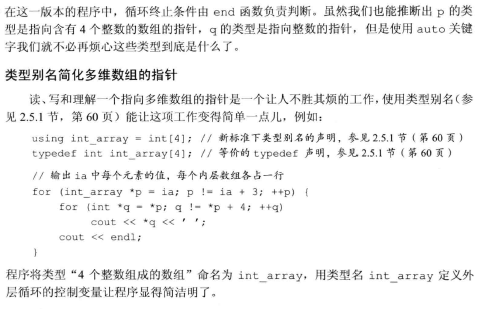 在这一版本的程序中，循环终止条件由 end 函数负责判断。虽然我们也能推断出 p 的类
型是指向含有 4 个整数的数组的指针，q 的类型是指向整数的指针，但是使用 auto 关键
字我们就不必再烦心这些类型到底是什么了。
类型别名简化多维数组的指针
读、写和理解一个指向多维数组的指针是一个让人不胜其烦的工作，使用类型别名（参
见 2.5.1 节，第 60 页）能让这项工作变得简单一点儿，例如：
using int_array = int[4]; // 新标准下类型别名的声明，参见 2.5.1 节（第 60 页）
typedef int int_array[4]; // 等价的 typedef 声明，参见 2.5.1 节（第 60 页）
// 输出 ia 中每个元素的值，每个内层数组各占一行
for (int_array *p = ia; p != ia + 3; ++p) {
for (int *q = *p; q != *p + 4; ++q)
cout << *q << ' ';
cout << endl;
}
程序将类型“4 个整数组成的数组”命名为 int_array，用类型名 int_array 定义外
层循环的控制变量让程序显得简洁明了。